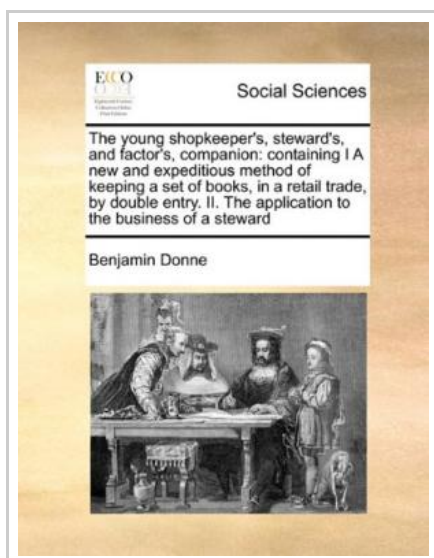 ECCO
Social Sciences
The young shopkeeper's, steward's,
and factor's, companion: containing I A
new and expeditious method of
keeping a set of books, in a retail trade,
by double entry. II. The application to
the business of a steward
Benjamin Donne